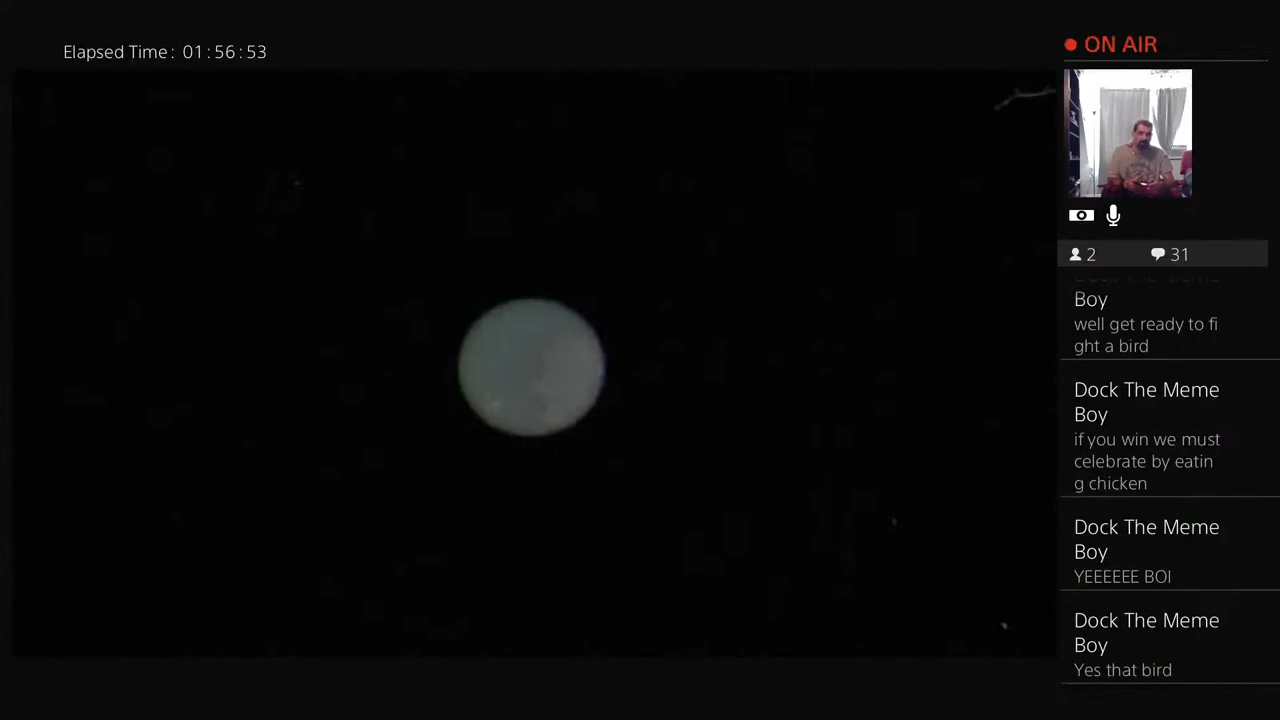 Elapsed Time: 01:56:53
ON AIR
2 31
Boy
well get ready to fi
ght a bird
Dock The Meme
Boy
if you win we must
celebrate by eatin
g chicken
Dock The Meme
Boy
YEEEEEE BOI
Dock The Meme
Boy
Yes that bird